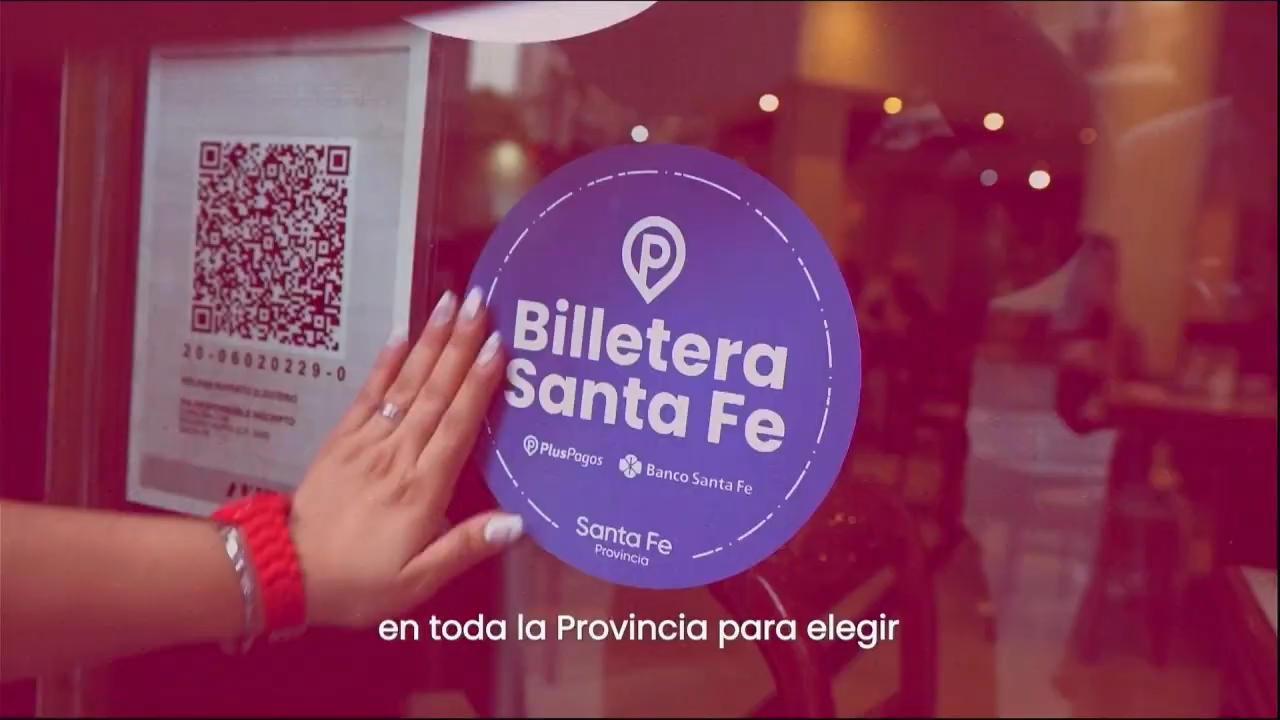 20-06020229-0
P
Billetera
Santa Fe
PlusPagos
Banco Santa Fe
Santa Fe
Provincia
en toda la Provincia para elegir